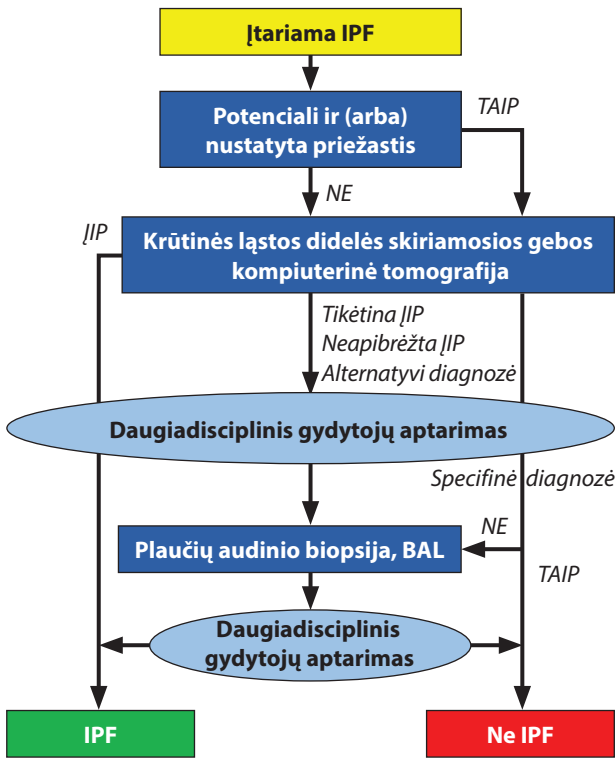 Įtariama IPF
Potenciali ir (arba)
nustatyta priežastis
TAIP
NE
ĮIP
Krūtinės ląstos didelės skiriamosios gebos
kompiuterinė tomografija
Tikėtina ĮIP
Neapibrėžta ĮIP
Alternatyvi diagnozė
Daugiadisciplinis gydytojų aptarimas
Specifinė diagnozė
NE
Plaučių audinio biopsija, BAL
TAIP
Daugiadisciplinis
gydytojų aptarimas
IPF
Ne IPF